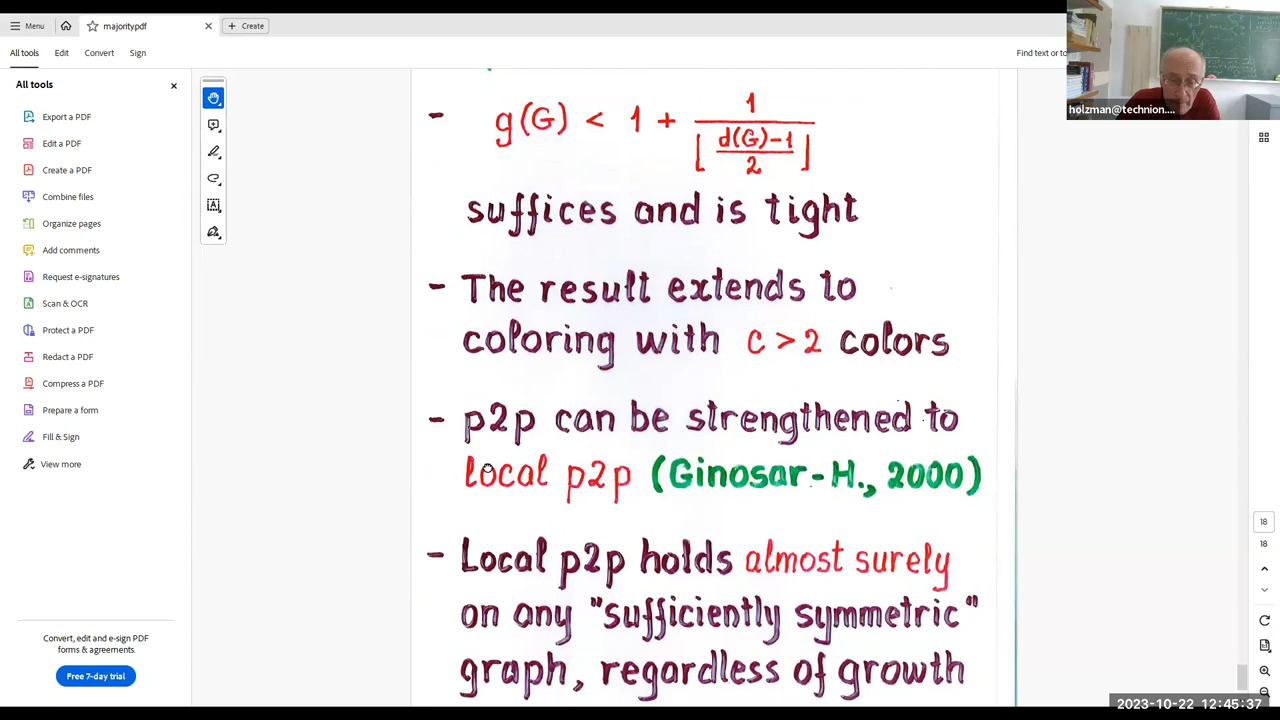 Menu
majority.pdf
Create
All tools
Edit
Convert
Sign
Find text or to
All tools
Export a PDF
Edit a PDF
Create a PDF
Combine files
Organize pages
Add comments
Request e-signatures
Scan & OCR
Protect a PDF
Redact a PDF
Compress a PDF
Prepare a form
Fill & Sign
View more
Convert, edit and e-sign PDF
forms & agreements.
Free 7-day trial
- g(G) < 1 + 1 / ⌊ (d(G)-1) / 2 ⌋
suffices and is tight
- The result extends to
coloring with c > 2 colors
- p2p can be strengthened to
local p2p (Ginosar-H., 2000)
- Local p2p holds almost surely
on any "sufficiently symmetric"
graph, regardless of growth
holzman@technion....
18
18
2023-10-22 12:45:37